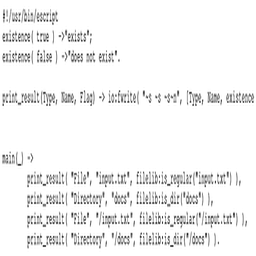 #!/usr/bin/escript
existence( true ) ->"exists";
existence( false ) ->"does not exist".
print_result(Type, Name, Flag) -> io:fwrite( "~s ~s ~s~n", [Type, Name, existence
main(_) ->
print_result( "File", "input.txt", filelib:is_regular("input.txt") ),
print_result( "Directory", "docs", filelib:is_dir("docs") ),
print_result( "File", "/input.txt", filelib:is_regular("/input.txt") ),
print_result( "Directory", "/docs", filelib:is_dir("/docs") ).